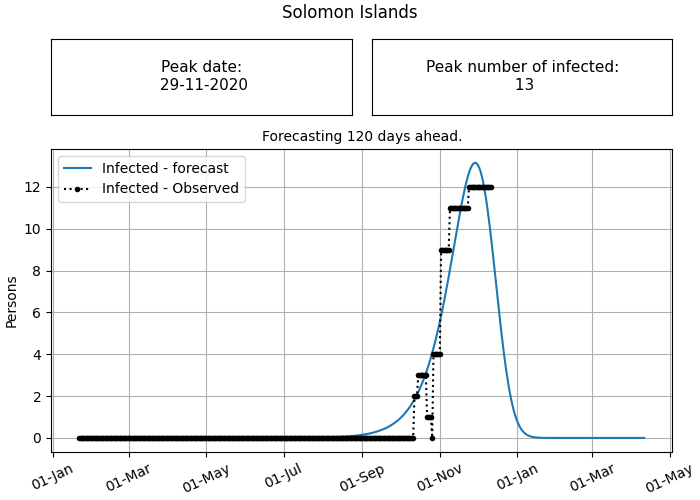 Solomon Islands
Peak date:
29-11-2020
Peak number of infected:
13
Forecasting 120 days ahead.
Infected - forecast
Infected - Observed
Persons
12
10
8
6
4
2
0
01-Jan
01-Mar
01-May
01-Jul
01-Sep
01-Nov
01-Jan
01-Mar
01-May